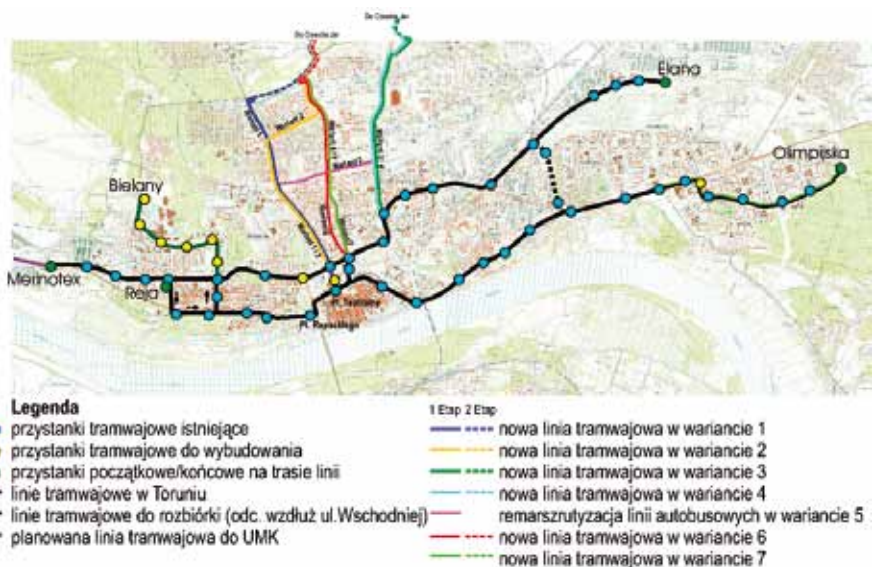 Elana
Olimpijska
Bielany
Merinotex
Reja
Pl. Teatralny
Pl. Rapackiego
Legenda
przystanki tramwajowe istniejące
przystanki tramwajowe do wybudowania
przystanki początkowe/końcowe na trasie linii
linie tramwajowe w Toruniu
linie tramwajowe do rozbiórki (odc. wzdłuż ul.Wschodniej)
planowana linia tramwajowa do UMK
1 Etap 2 Etap
nowa linia tramwajowa w wariancie 1
nowa linia tramwajowa w wariancie 2
nowa linia tramwajowa w wariancie 3
nowa linia tramwajowa w wariancie 4
remarszrutyzacja linii autobusowych w wariancie 5
nowa linia tramwajowa w wariancie 6
nowa linia tramwajowa w wariancie 7